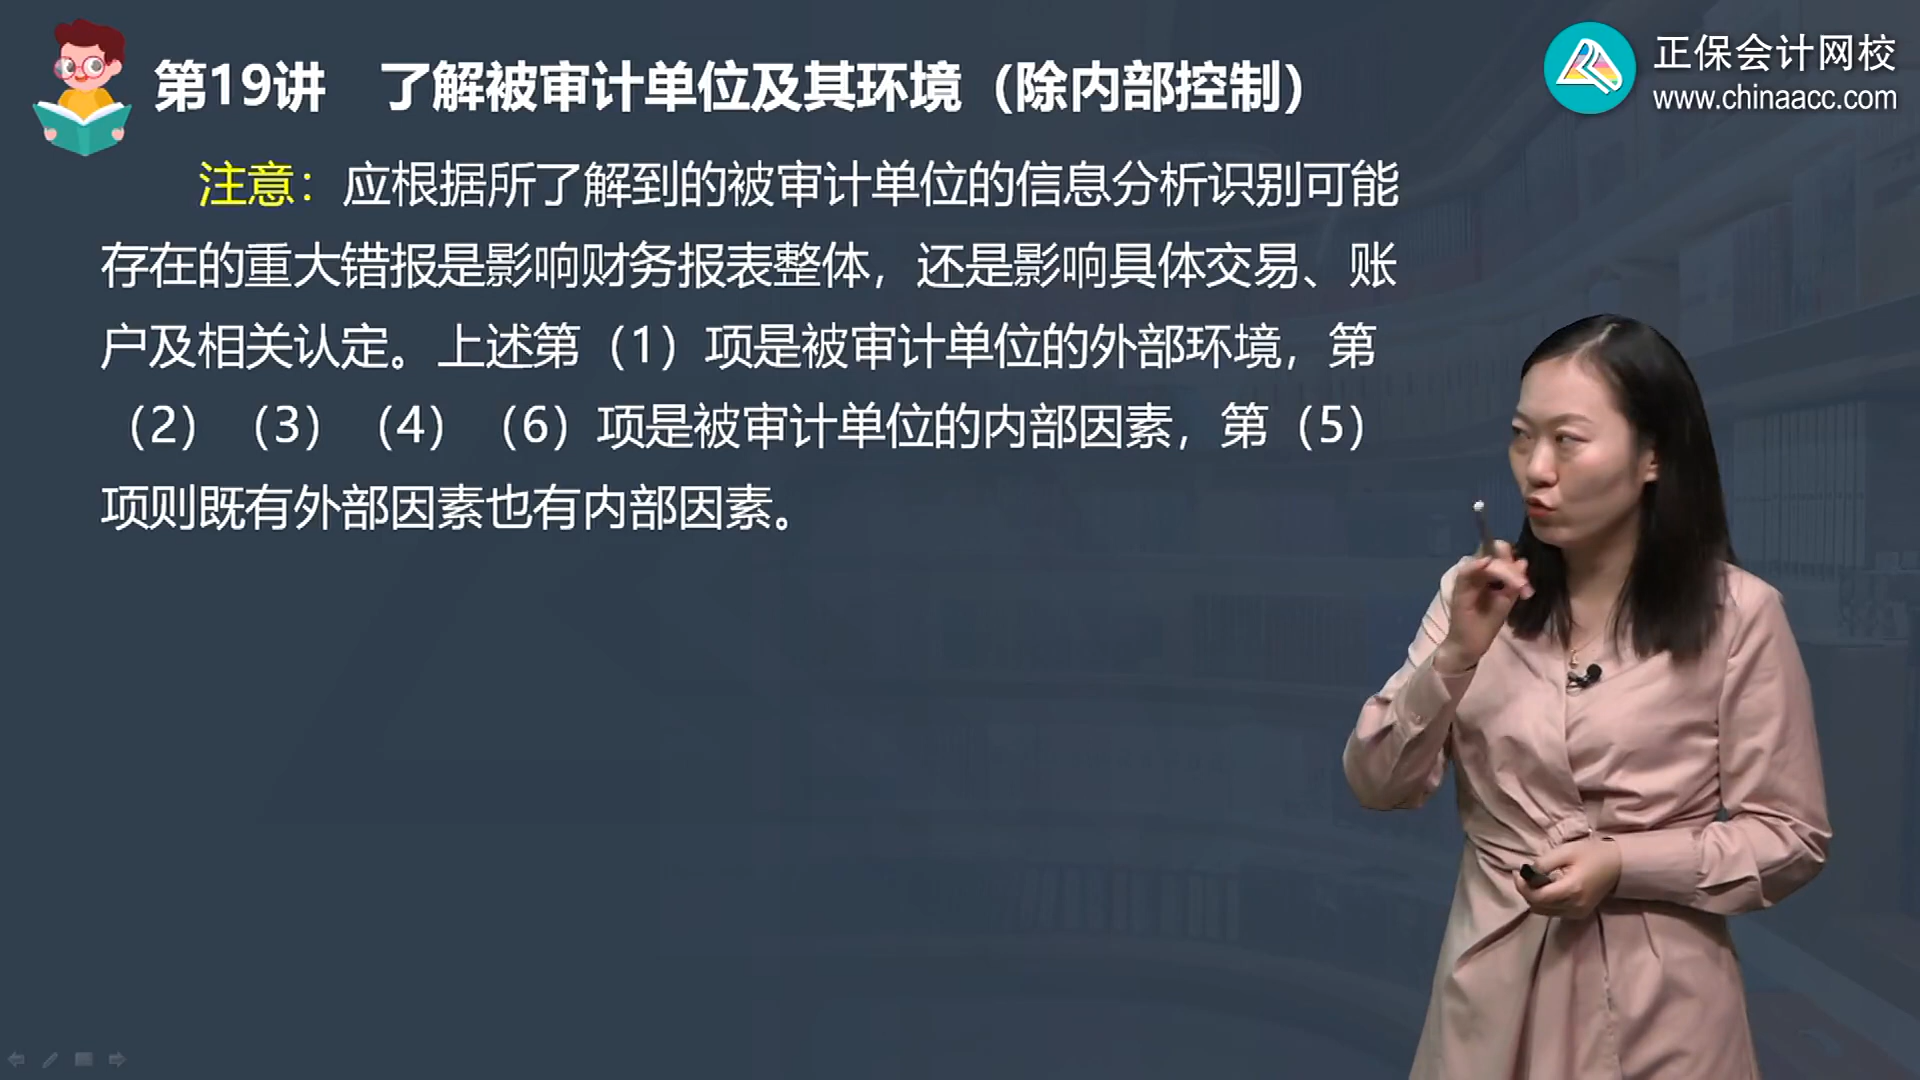 第19讲　了解被审计单位及其环境（除内部控制）
正保会计网校
www.chinaacc.com
注意：应根据所了解到的被审计单位的信息分析识别可能
存在的重大错报是影响财务报表整体，还是影响具体交易、账
户及相关认定。上述第（1）项是被审计单位的外部环境，第
（2）（3）（4）（6）项是被审计单位的内部因素，第（5）
项则既有外部因素也有内部因素。